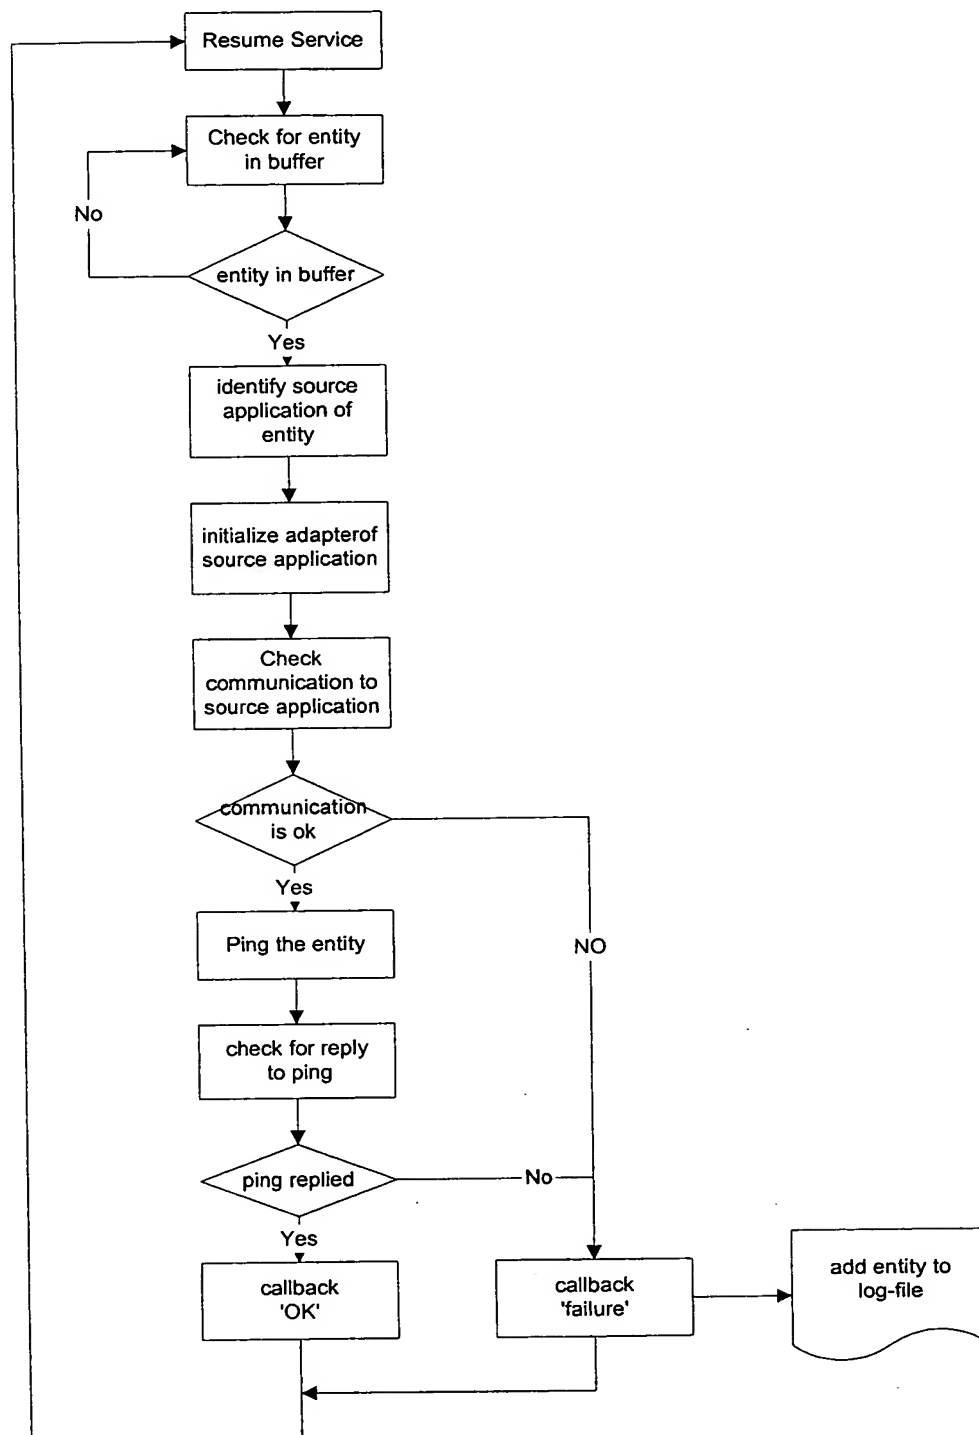 Resume Service
Check for entity
in buffer
No
entity in buffer
Yes
identify source
application of
entity
initialize adapterof
source application
Check
communication to
source application
communication
is ok
Yes
Ping the entity
NO
check for reply
to ping
ping replied
No
Yes
callback
'OK'
callback
'failure'
add entity to
log-file